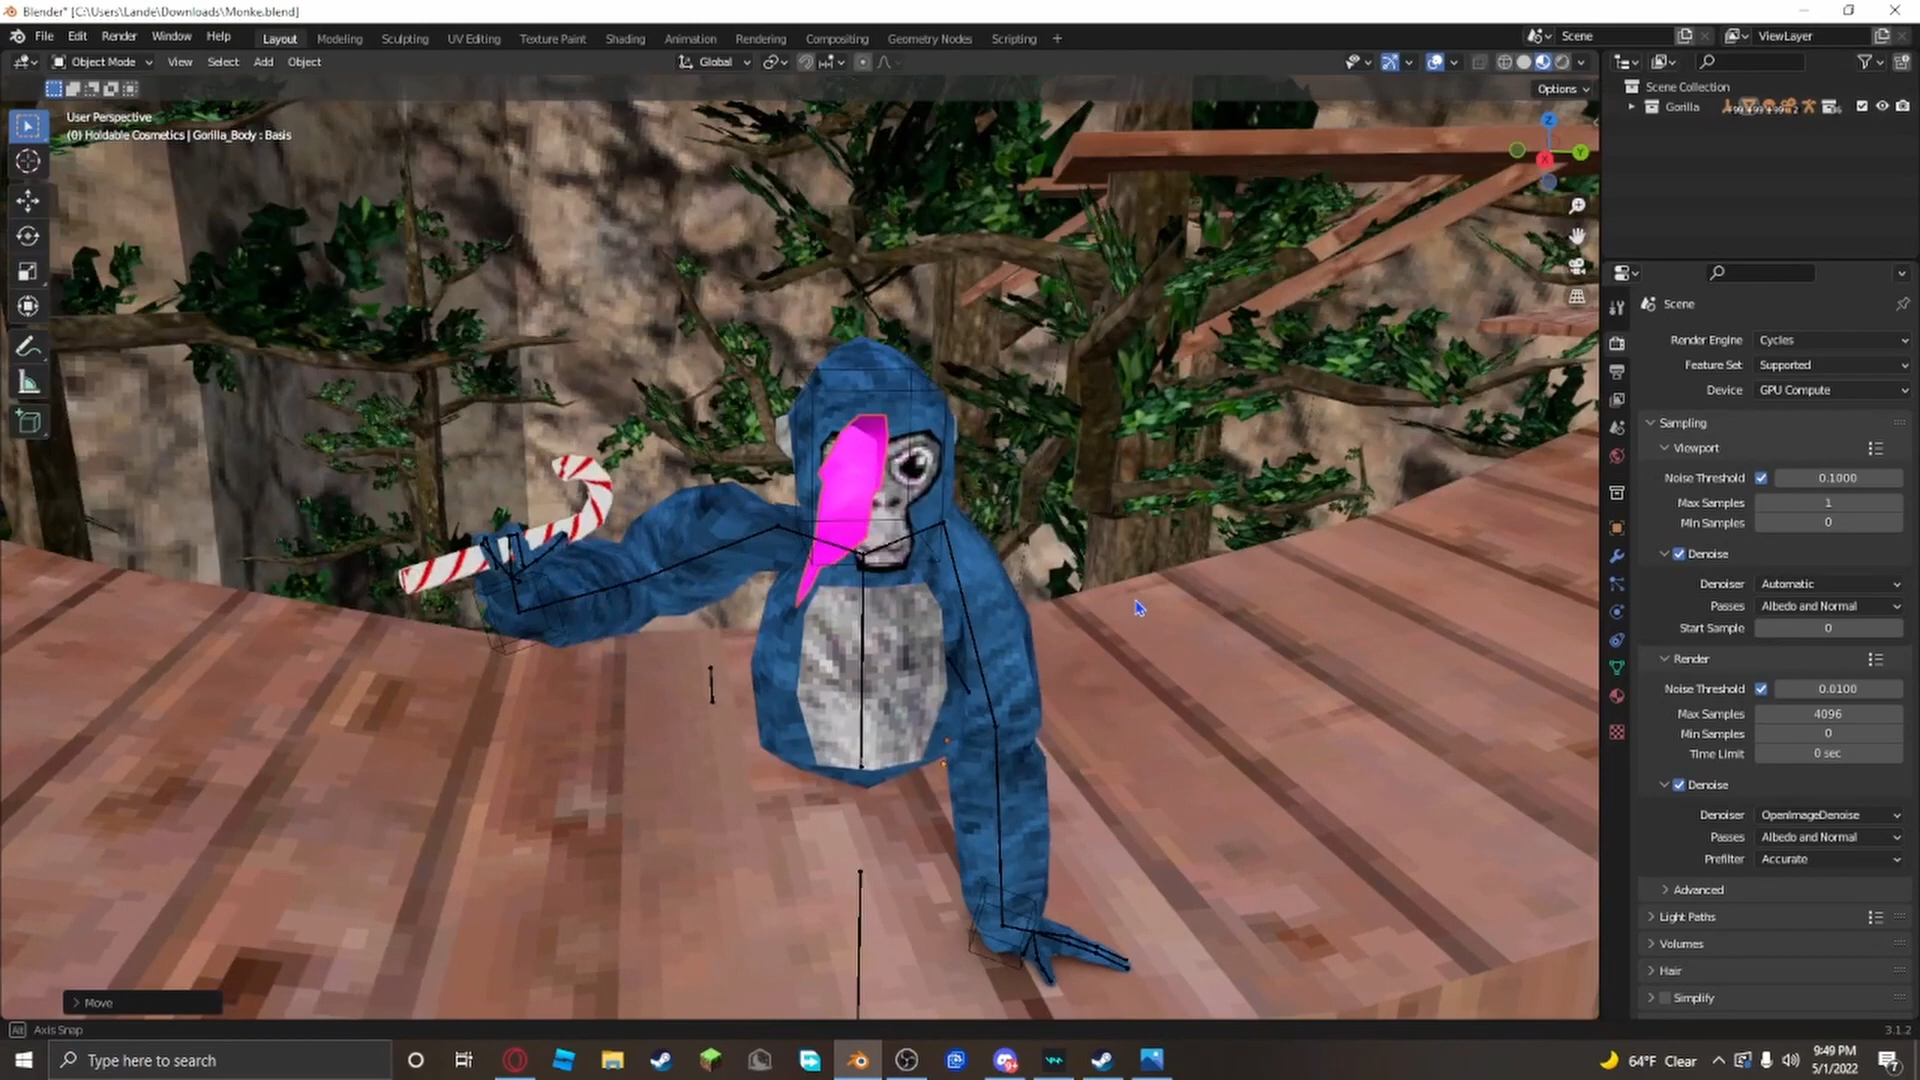 Blender* [C:\Users\Lande\Downloads\Monke.blend]
File Edit Render Window Help Layout Modeling Sculpting UV Editing Texture Paint Shading Animation Rendering Compositing Geometry Nodes Scripting + Scene ViewLayer
Object Mode View Select Add Object Global
Options
User Perspective
(0) Holdable Cosmetics | Gorilla_Body : Basis
Z
Y
X
Scene Collection
Gorilla
Scene
Render Engine Cycles
Feature Set Supported
Device GPU Compute
Sampling
Viewport
Noise Threshold 0.1000
Max Samples 1
Min Samples 0
Denoise
Denoiser Automatic
Passes Albedo and Normal
Start Sample 0
Render
Noise Threshold 0.0100
Max Samples 4096
Min Samples 0
Time Limit 0 sec
Denoise
Denoiser OpenImageDenoise
Passes Albedo and Normal
Prefilter Accurate
Advanced
Light Paths
Volumes
Hair
Simplify
Move
Alt Axis Snap
3.1.2
Type here to search
64°F Clear
9:49 PM
5/1/2022